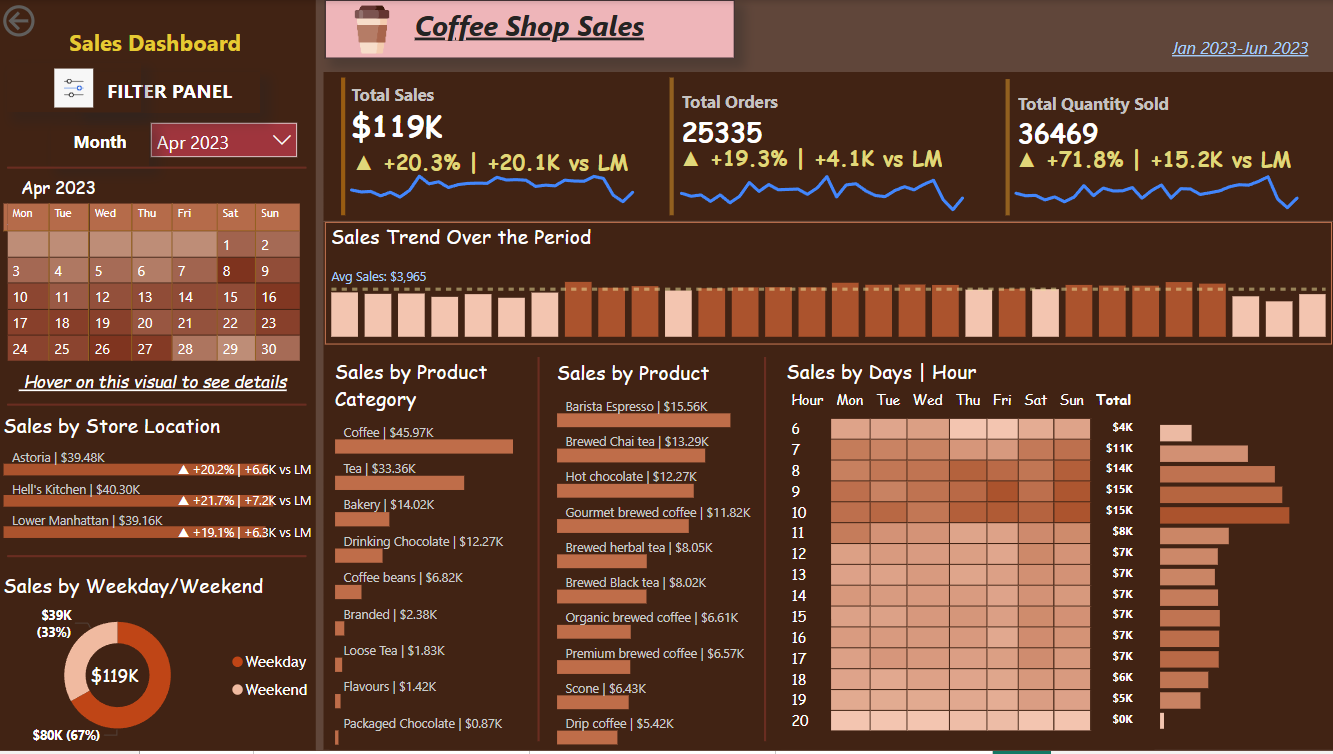 Sales Dashboard
FILTER PANEL
Month
Apr 2023
Coffee Shop Sales
Jan 2023-Jun 2023
Total Sales
$119K
▲ +20.3% | +20.1K vs LM
Total Orders
25335
▲ +19.3% | +4.1K vs LM
Total Quantity Sold
36469
▲ +71.8% | +15.2K vs LM
Apr 2023
Mon Tue Wed Thu Fri Sat Sun
1 2
3 4 5 6 7 8 9
10 11 12 13 14 15 16
17 18 19 20 21 22 23
24 25 26 27 28 29 30
Hover on this visual to see details
Sales by Store Location
Astoria | $39.48K
▲ +20.2% | +6.6K vs LM
Hell's Kitchen | $40.30K
▲ +21.7% | +7.2K vs LM
Lower Manhattan | $39.16K
▲ +19.1% | +6.3K vs LM
Sales by Weekday/Weekend
$39K
(33%)
$119K
$80K (67%)
Weekday
Weekend
Sales Trend Over the Period
Avg Sales: $3,965
Sales by Product
Category
Coffee | $45.97K
Tea | $33.36K
Bakery | $14.02K
Drinking Chocolate | $12.27K
Coffee beans | $6.82K
Branded | $2.38K
Loose Tea | $1.83K
Flavours | $1.42K
Packaged Chocolate | $0.87K
Sales by Product
Barista Espresso | $15.56K
Brewed Chai tea | $13.29K
Hot chocolate | $12.27K
Gourmet brewed coffee | $11.82K
Brewed herbal tea | $8.05K
Brewed Black tea | $8.02K
Organic brewed coffee | $6.61K
Premium brewed coffee | $6.57K
Scone | $6.43K
Drip coffee | $5.42K
Sales by Days | Hour
Hour Mon Tue Wed Thu Fri Sat Sun Total
6 $4K
7 $11K
8 $14K
9 $15K
10 $15K
11 $8K
12 $7K
13 $7K
14 $7K
15 $7K
16 $7K
17 $7K
18 $6K
19 $5K
20 $0K